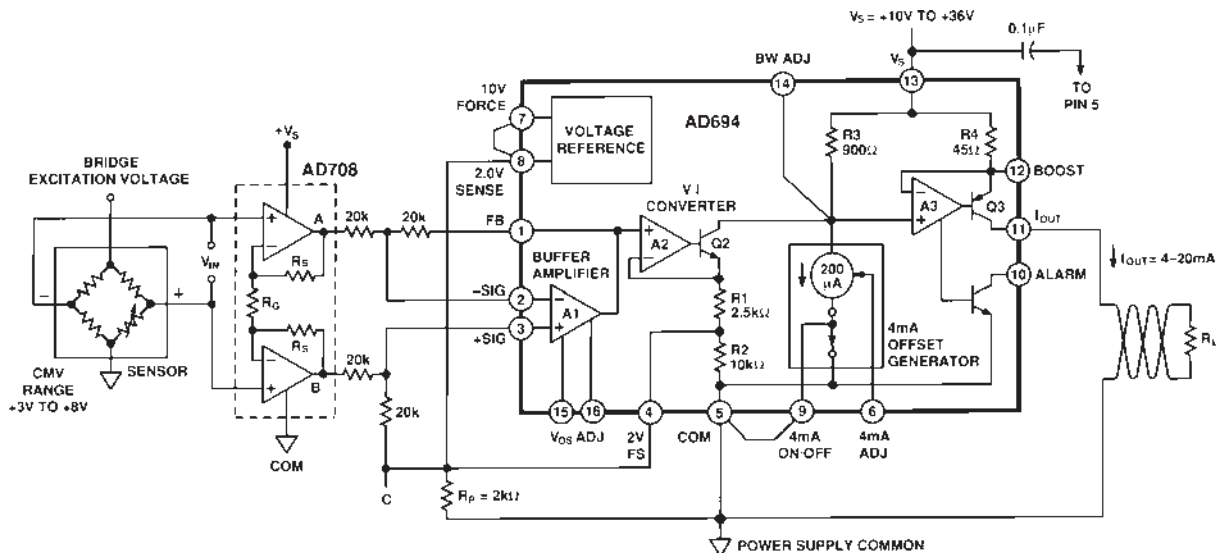 VS = +10V TO +36V
0.1µF
TO
PIN 5
BW ADJ
14
VS
13
10V
FORCE
7
VOLTAGE
REFERENCE
AD694
8
2.0V
SENSE
R3
900Ω
R4
45Ω
12
BOOST
+VS
BRIDGE
EXCITATION VOLTAGE
AD708
V I
CONVERTER
A
20k
20k
FB
1
A2
Q2
A3
Q3
11
IOUT
IOUT = 4–20mA
+
−
VIN
RS
RG
RS
BUFFER
AMPLIFIER
200
µA
10
ALARM
−
+
−SIG
2
−
A1
R1
2.5kΩ
+SIG
3
+
4mA
OFFSET
GENERATOR
R2
10kΩ
RL
SENSOR
CMV
RANGE
+3V TO +8V
−
+
B
20k
20k
COM
15
16
4
5
9
6
VOS ADJ
2V
FS
COM
4mA
ON-OFF
4mA
ADJ
C
RP = 2kΩ
POWER SUPPLY COMMON